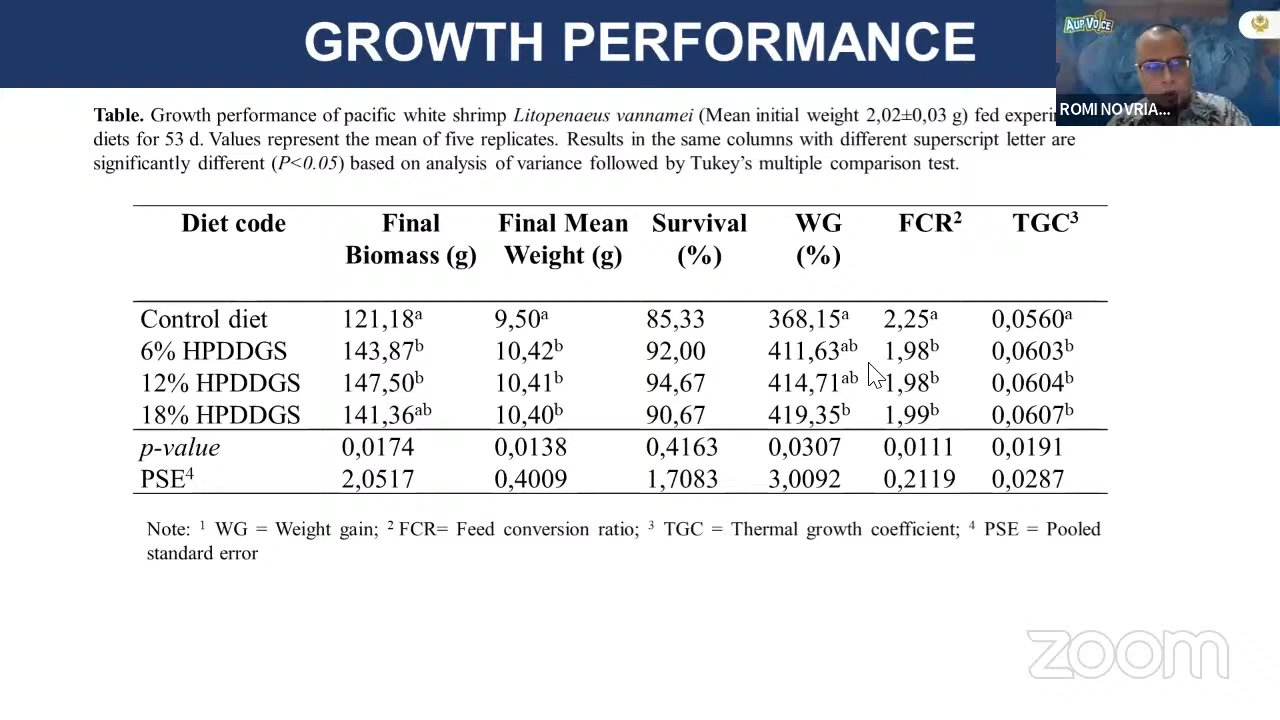 GROWTH PERFORMANCE
AUP VOICE
ROMI NOVRIA...
Table. Growth performance of pacific white shrimp Litopenaeus vannamei (Mean initial weight 2,02±0,03 g) fed
diets for 53 d. Values represent the mean of five replicates. Results in the same columns with different superscript letter are
significantly different (P<0.05) based on analysis of variance followed by Tukey's multiple comparison test.
Diet code Final Biomass (g) Final Mean Weight (g) Survival (%) WG (%) FCR² TGC³
Control diet 121,18ᵃ 9,50ᵃ 85,33 368,15ᵃ 2,25ᵃ 0,0560ᵃ
6% HPDDGS 143,87ᵇ 10,42ᵇ 92,00 411,63ᵃᵇ 1,98ᵇ 0,0603ᵇ
12% HPDDGS 147,50ᵇ 10,41ᵇ 94,67 414,71ᵃᵇ 1,98ᵇ 0,0604ᵇ
18% HPDDGS 141,36ᵃᵇ 10,40ᵇ 90,67 419,35ᵇ 1,99ᵇ 0,0607ᵇ
p-value 0,0174 0,0138 0,4163 0,0307 0,0111 0,0191
PSE⁴ 2,0517 0,4009 1,7083 3,0092 0,2119 0,0287
Note: ¹ WG = Weight gain; ² FCR= Feed conversion ratio; ³ TGC = Thermal growth coefficient; ⁴ PSE = Pooled
standard error
zoom